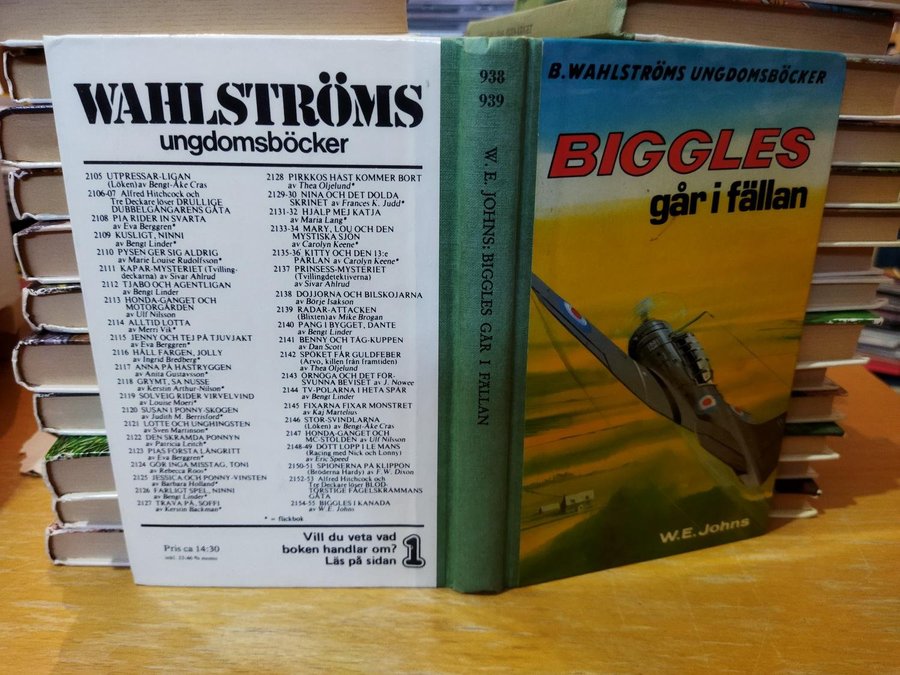 WAHLSTRÖMS
ungdomsböcker
2105 UTPRESSAR-LIGAN
(Löken) av Bengt-Åke Cras
2106-07 Alfred Hitchcock och
Tre Deckare löser DRULLIGE
DUBBELGÅNGARENS GÅTA
2108 PIA RIDER IN SVARTA
av Eva Berggren*
2109 KUSLIGT, NINNI
av Bengt Linder*
2110 PYSEN GER SIG ALDRIG
av Marie Louise Rudolfsson*
2111 KAPAR-MYSTERIET (Tvilling-
deckarna) av Sivar Ahlrud
2112 TJABO OCH AGENTLIGAN
av Bengt Linder
2113 HONDA-GÄNGET OCH
MOTORGÅRDEN
av Ulf Nilsson
2114 ALLTID LOTTA
av Merri Vik*
2115 JENNY OCH TEJ PÅ TJUVJAKT
av Eva Berggren*
2116 HÅLL FÄRGEN, JOLLY
av Ingrid Bredberg*
2117 ANNA PÅ HÄSTRYGGEN
av Anita Gustavsson*
2118 GRYMT, SA NUSSE
av Kerstin Arthur-Nilson*
2119 SOLVEIG RIDER VIRVELVIND
av Louise Moeri*
2120 SUSAN I PONNY-SKOGEN
av Judith M. Berrisford*
2121 LOTTE OCH UNGHINGSTEN
av Sven Martinson*
2122 DEN SKRÄMDA PONNYN
av Patricia Leitch*
2123 PIAS FÖRSTA LÅNGRITT
av Eva Berggren*
2124 GÖR INGA MISSTAG, TONI
av Rebecca Roos*
2125 JESSICA OCH PONNY-VINSTEN
av Barbara Holland*
2126 FARLIGT SPEL, NINNI
av Bengt Linder*
2127 TRAVA PÅ, SOFFI
av Kerstin Backman*
2128 PIRKKOS HÄST KOMMER BORT
av Thea Oljelund*
2129-30 NINA OCH DET DOLDA
SKRINET av Frances K. Judd*
2131-32 HJÄLP MEJ KATJA
av Maria Lang*
2133-34 MARY, LOU OCH DEN
MYSTISKA SJÖN
av Carolyn Keene*
2135-36 KITTY OCH DEN 13:e
PÄRLAN av Carolyn Keene*
2137 PRINSESS-MYSTERIET
(Tvillingdetektiverna)
av Sivar Ahlrud
2138 DOJJORNA OCH BILSKOJARNA
av Börje Isakson
2139 RADAR-ATTACKEN
(Blixten) av Mike Brogan
2140 PANG I BYGGET, DANTE
av Bengt Linder
2141 BENNY OCH TÅG-KUPPEN
av Dan Scott
2142 SPÖKET FÅR GULDFEBER
(Arvo, killen från framtiden)
av Thea Oljelund
2143 ÖRNÖGA OCH DET FÖR-
SVUNNA BEVISET av J. Nowee
2144 TV-POLARNA I HETA SPÅR
av Bengt Linder
2145 FIXARNA FIXAR MONSTRET
av Kaj Martelius
2146 STOR-SVINDLARNA
(Löken) av Bengt-Åke Cras
2147 HONDA-GÄNGET OCH
MC-STÖLDEN av Ulf Nilsson
2148-49 DÖTT LOPP I LE MANS
(Racing med Nick och Lonny)
av Eric Speed
2150-51 SPIONERNA PÅ KLIPPÖN
(Bröderna Hardy) av F.W. Dixon
2152-53 Alfred Hitchcock och
Tre Deckare löser BLOD-
TÖRSTIGE FÅGELSKRÄMMANS
GÅTA
2154-55 BIGGLES I KANADA
av W.E. Johns
* = flickbok
Pris ca 14:30
Vill du veta vad
boken handlar om?
Läs på sidan 1
938
939
W. E. JOHNS: BIGGLES GÅR I FÄLLAN
B.WAHLSTRÖMS UNGDOMSBÖCKER
BIGGLES
går i fällan
W.E. Johns